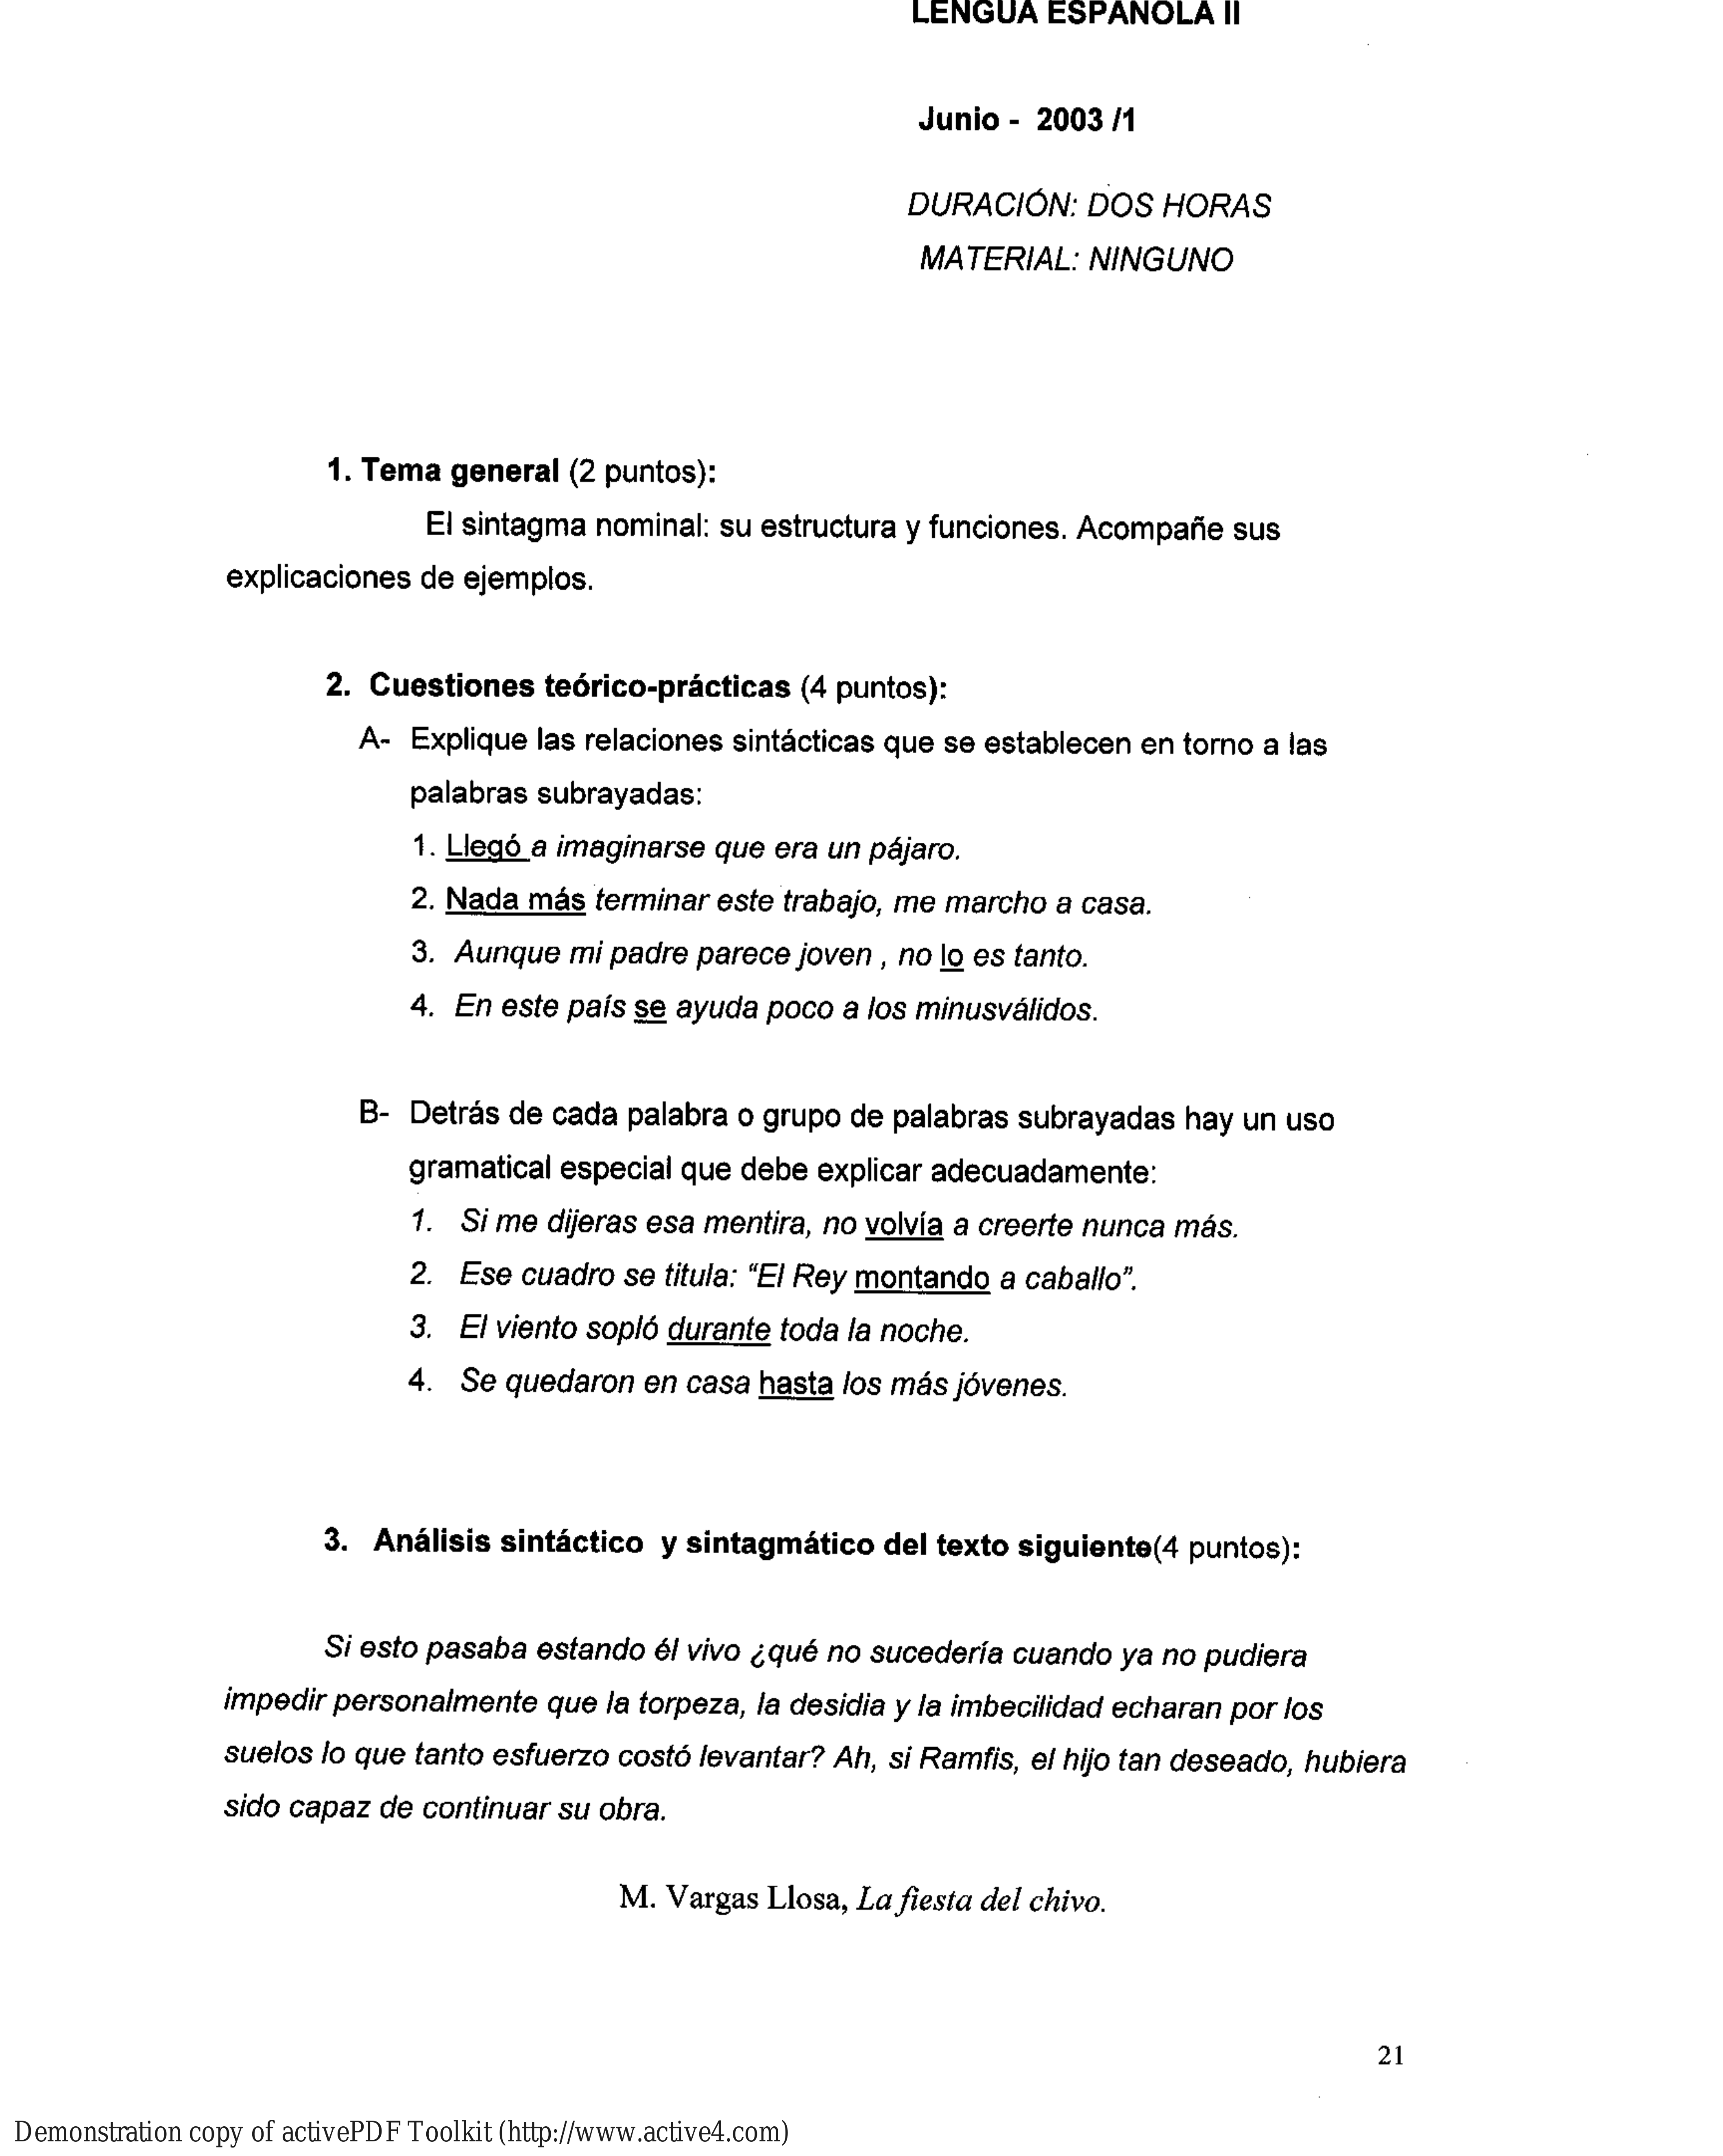 LENGUA ESPAÑOLA II
Junio - 2003 /1
DURACIÓN: DOS HORAS
MATERIAL: NINGUNO
1. Tema general (2 puntos):
El sintagma nominal: su estructura y funciones. Acompañe sus
explicaciones de ejemplos.
2. Cuestiones teórico-prácticas (4 puntos):
A- Explique las relaciones sintácticas que se establecen en torno a las
palabras subrayadas:
1. Llegó a imaginarse que era un pájaro.
2. Nada más terminar este trabajo, me marcho a casa.
3. Aunque mi padre parece joven , no lo es tanto.
4. En este país se ayuda poco a los minusválidos.
B- Detrás de cada palabra o grupo de palabras subrayadas hay un uso
gramatical especial que debe explicar adecuadamente:
1. Si me dijeras esa mentira, no volvía a creerte nunca más.
2. Ese cuadro se titula: "El Rey montando a caballo".
3. El viento sopló durante toda la noche.
4. Se quedaron en casa hasta los más jóvenes.
3. Análisis sintáctico y sintagmático del texto siguiente(4 puntos):
Si esto pasaba estando él vivo ¿qué no sucedería cuando ya no pudiera
impedir personalmente que la torpeza, la desidia y la imbecilidad echaran por los
suelos lo que tanto esfuerzo costó levantar? Ah, si Ramfis, el hijo tan deseado, hubiera
sido capaz de continuar su obra.
M. Vargas Llosa, La fiesta del chivo.
21
Demonstration copy of activePDF Toolkit (http://www.active4.com)